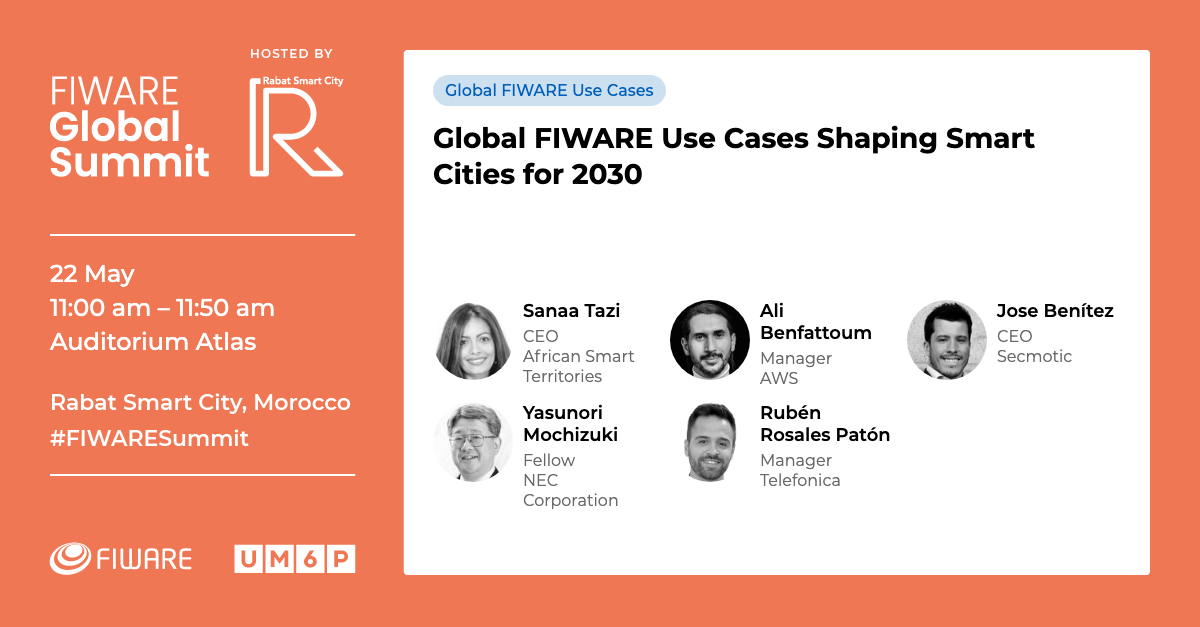 HOSTED BY
FIWARE
Global
Summit
Rabat Smart City
R
22 May
11:00 am – 11:50 am
Auditorium Atlas
Rabat Smart City, Morocco
#FIWARESummit
FIWARE
UM6P
Global FIWARE Use Cases
Global FIWARE Use Cases Shaping Smart
Cities for 2030
Sanaa Tazi
CEO
African Smart
Territories
Ali
Benfattoum
Manager
AWS
Jose Benítez
CEO
Secmotic
Yasunori
Mochizuki
Fellow
NEC
Corporation
Rubén
Rosales Patón
Manager
Telefonica